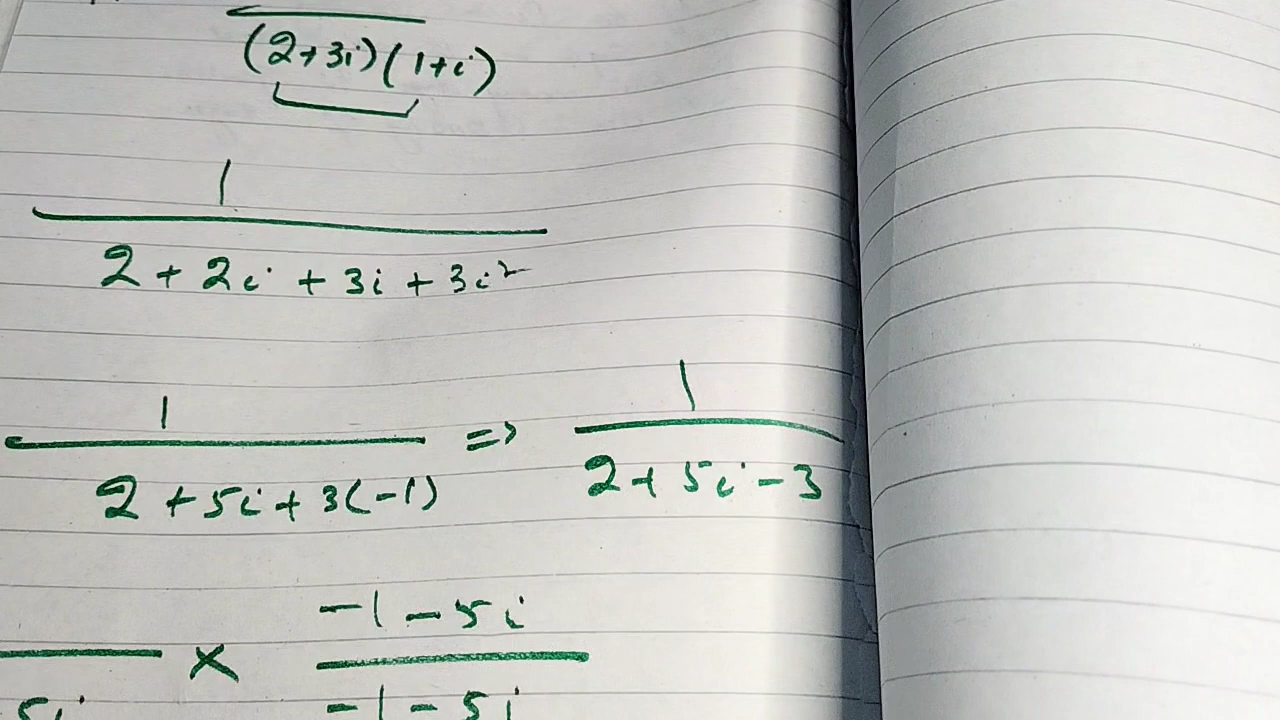 (2+3i)(1+i)
1
2 + 2i + 3i + 3i²
1 => 1
2 + 5i + 3(-1) 2 + 5i - 3
× -1 - 5i
5i -1 - 5i